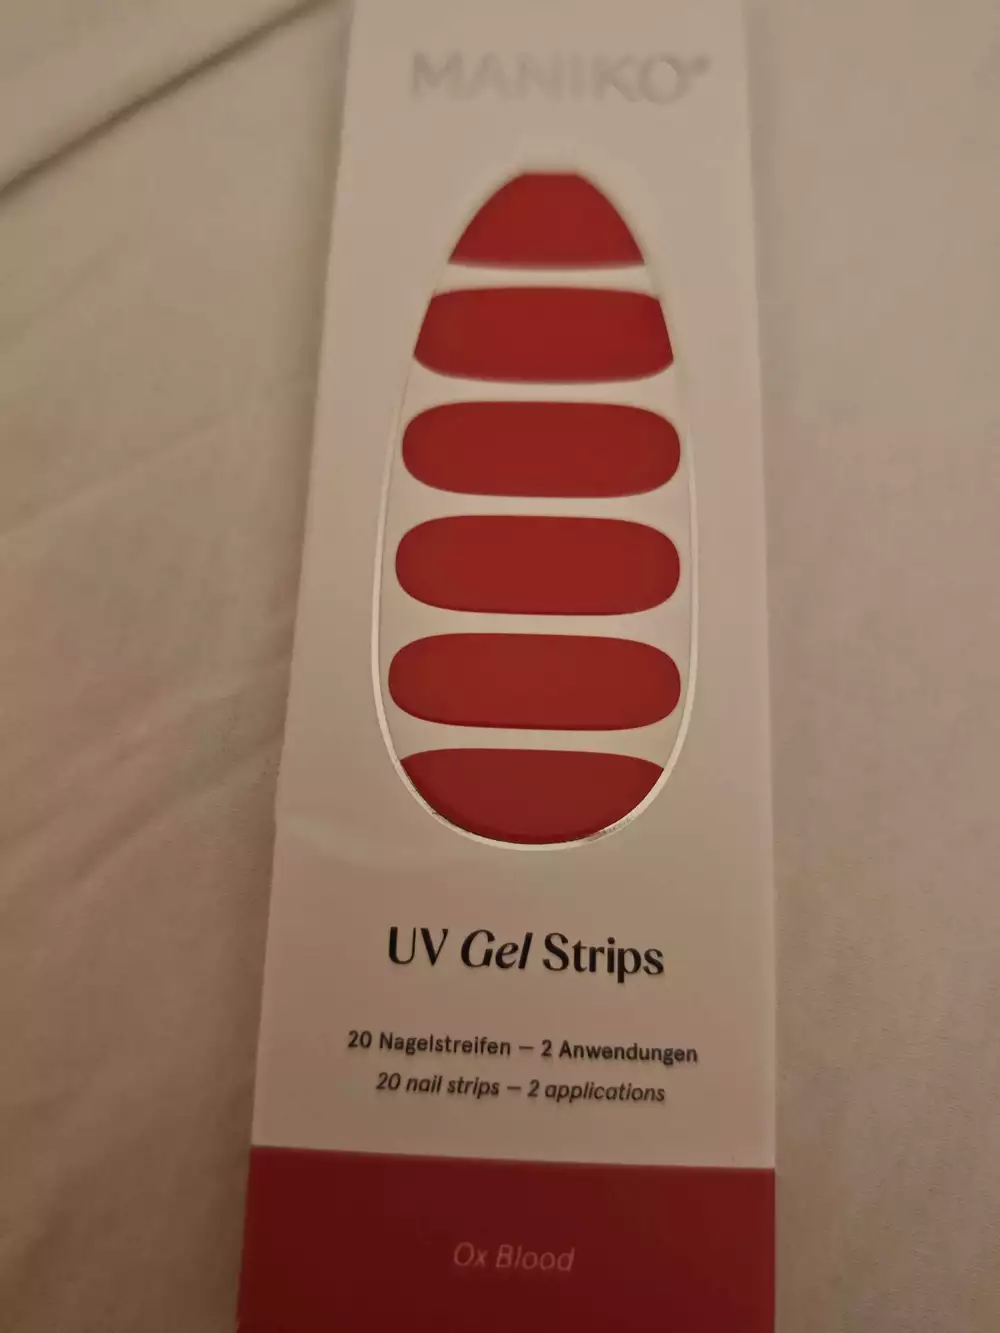 MANIKO®
UV Gel Strips
20 Nagelstreifen – 2 Anwendungen
20 nail strips – 2 applications
Ox Blood